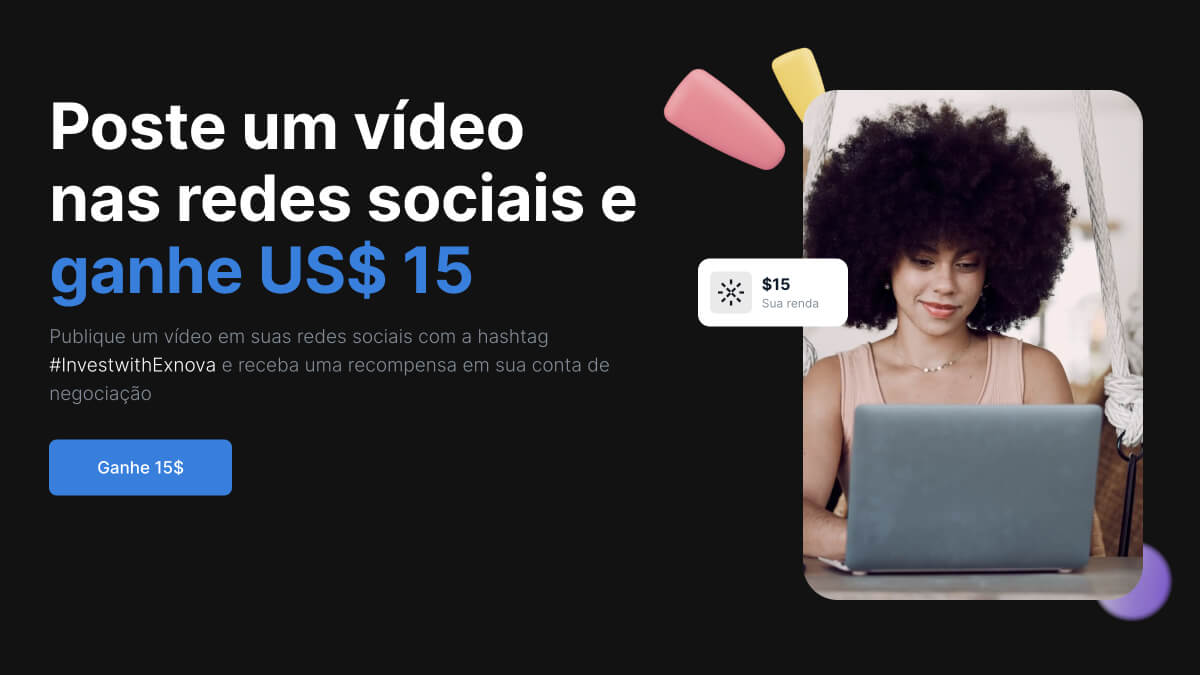 Poste um vídeo
nas redes sociais e
ganhe US$ 15
Publique um vídeo em suas redes sociais com a hashtag
#InvestwithExnova e receba uma recompensa em sua conta de
negociação
Ganhe 15$
$15
Sua renda